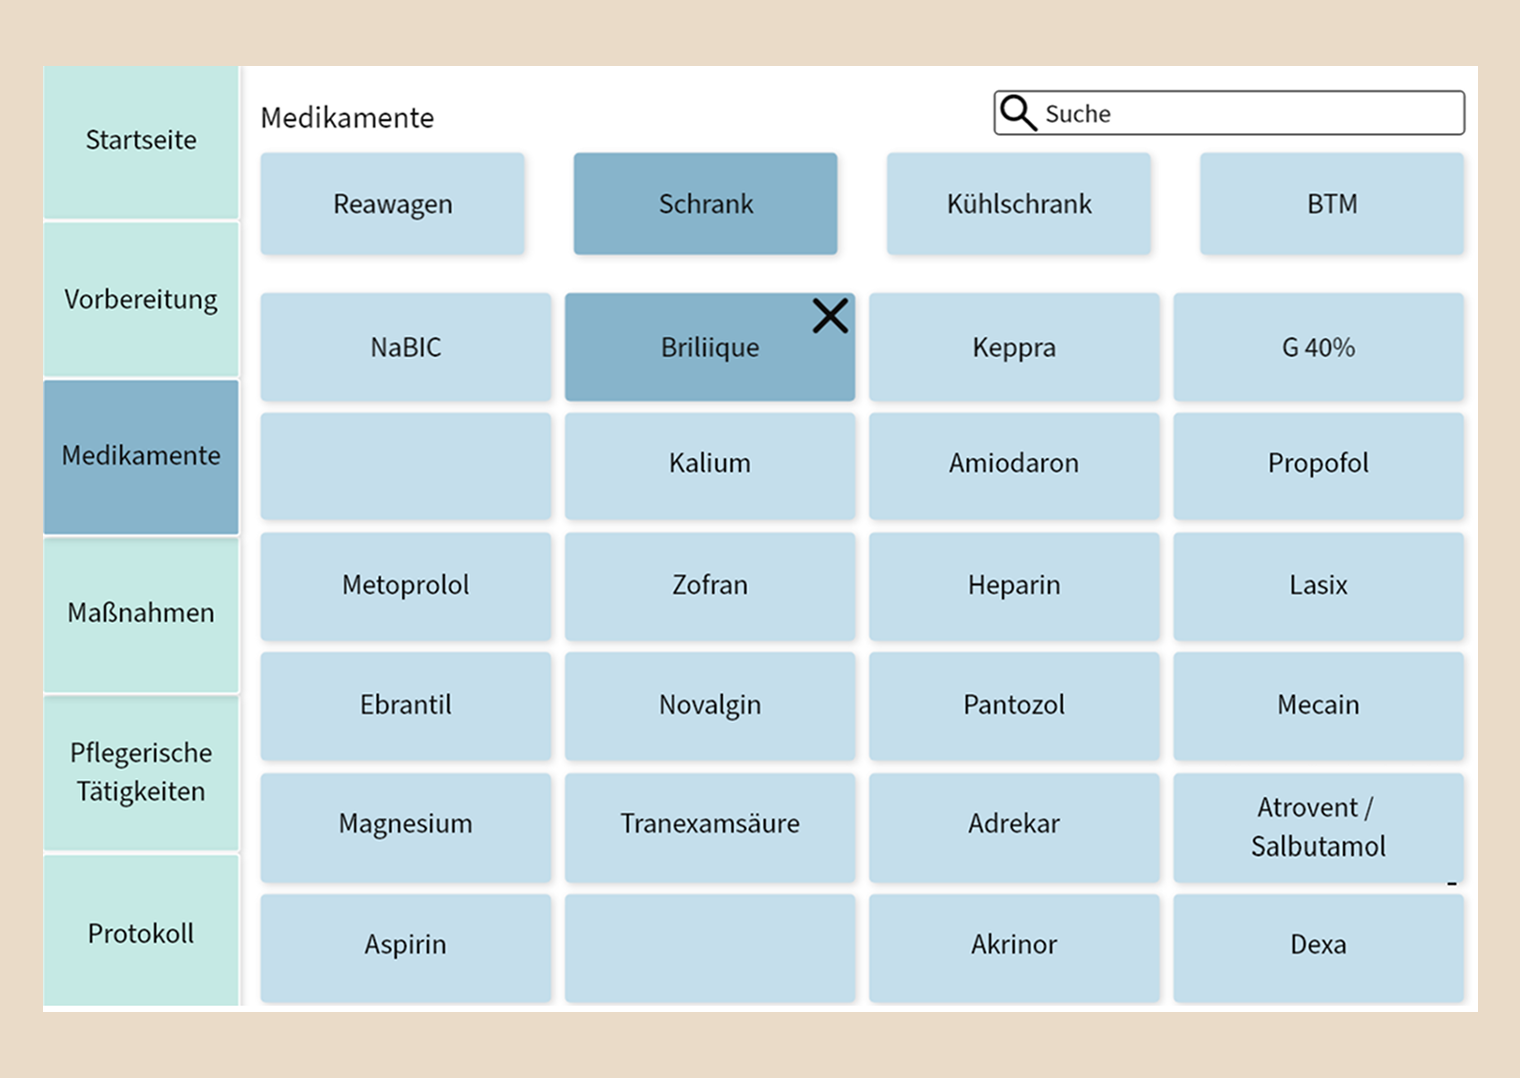 Startseite
Vorbereitung
Medikamente
Maßnahmen
Pflegerische
Tätigkeiten
Protokoll
Medikamente
Suche
Reawagen
Schrank
Kühlschrank
BTM
NaBIC
Briliique
Keppra
G 40%
Kalium
Amiodaron
Propofol
Metoprolol
Zofran
Heparin
Lasix
Ebrantil
Novalgin
Pantozol
Mecain
Magnesium
Tranexamsäure
Adrekar
Atrovent /
Salbutamol
-
Aspirin
Akrinor
Dexa